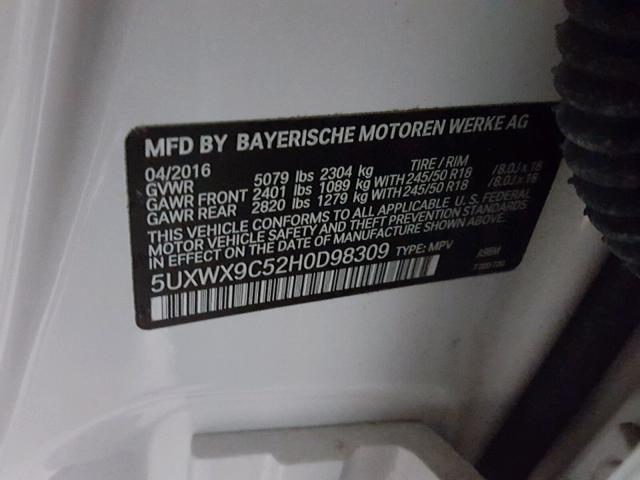 MFD BY BAYERISCHE MOTOREN WERKE AG
04/2016 TIRE / RIM
GVWR 5079 lbs 2304 kg
GAWR FRONT 2401 lbs 1089 kg WITH 245/50 R18 / 8.0J x 18
GAWR REAR 2820 lbs 1279 kg WITH 245/50 R18 / 8.0J x 18
THIS VEHICLE CONFORMS TO ALL APPLICABLE U.S. FEDERAL
MOTOR VEHICLE SAFETY AND THEFT PREVENTION STANDARDS
IN EFFECT ON THE DATE OF MANUFACTURE SHOWN ABOVE.
5UXWX9C52H0D98309 TYPE: MPV